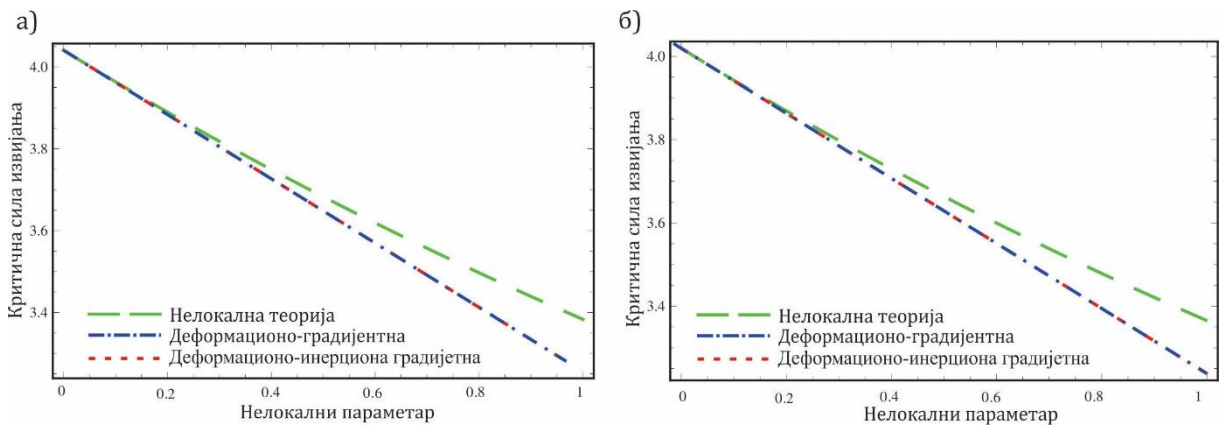 а)
Критична сила извијања
4.0
3.8
3.6
3.4
Нелокална теорија
Деформационо-градијентна
Деформационо-инерциона градијетна
0
0.2
0.4
0.6
0.8
1
Нелокални параметар
б)
Критична сила извијања
4.0
3.8
3.6
3.4
Нелокална теорија
Деформационо-градијентна
Деформационо-инерциона градијетна
0
0.2
0.4
0.6
0.8
1
Нелокални параметар